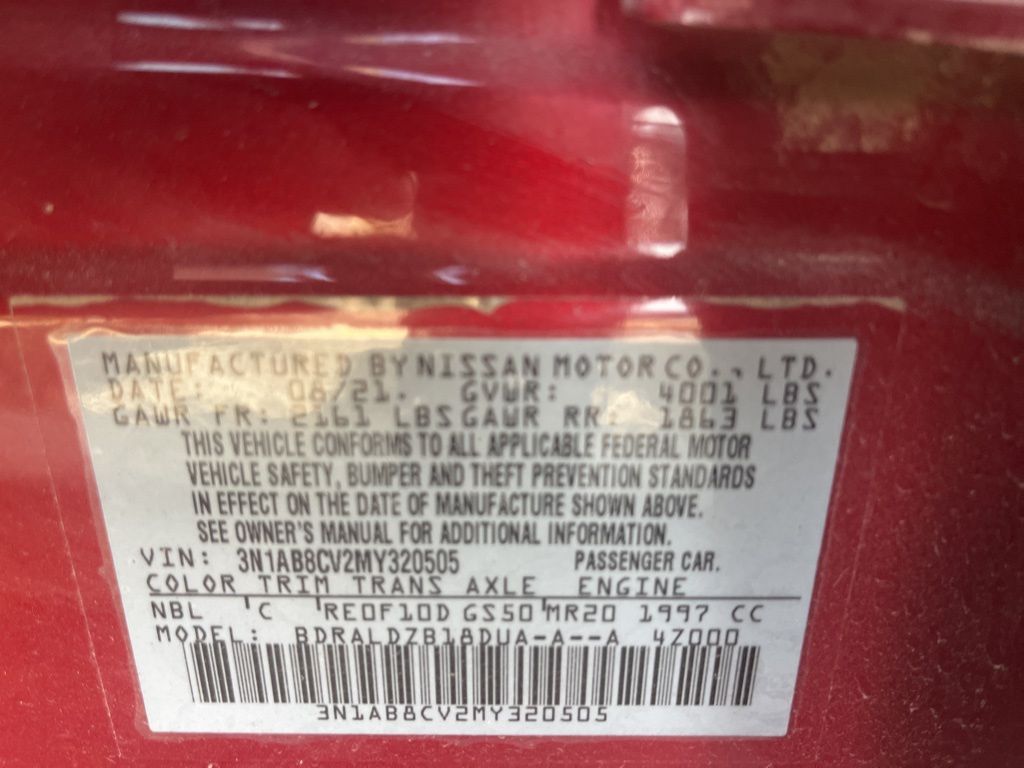 MANUFACTURED BY NISSAN MOTOR CO., LTD.
DATE: 06/21. GVWR: 4001 LBS
GAWR FR: 2161 LBS GAWR RR: 1863 LBS
THIS VEHICLE CONFORMS TO ALL APPLICABLE FEDERAL MOTOR
VEHICLE SAFETY, BUMPER AND THEFT PREVENTION STANDARDS
IN EFFECT ON THE DATE OF MANUFACTURE SHOWN ABOVE.
SEE OWNER'S MANUAL FOR ADDITIONAL INFORMATION.
VIN: 3N1AB8CV2MY320505 PASSENGER CAR.
COLOR TRIM TRANS AXLE ENGINE
NBL 'C 'RE0F10D GS50'MR20 1997 CC
MODEL: BDRALDZB18DUA-A--A 4Z000
3N1AB8CV2MY320505